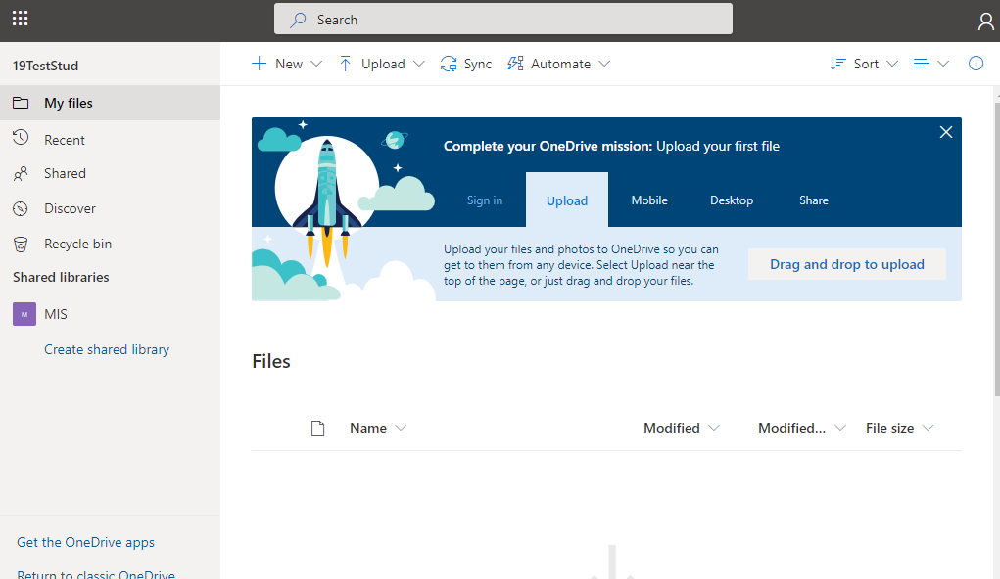 Search
19TestStud
My files
Recent
Shared
Discover
Recycle bin
Shared libraries
M MIS
Create shared library
Get the OneDrive apps
Return to classic OneDrive
New Upload Sync Automate Sort
Complete your OneDrive mission: Upload your first file
Sign in Upload Mobile Desktop Share
Upload your files and photos to OneDrive so you can
get to them from any device. Select Upload near the
top of the page, or just drag and drop your files.
Drag and drop to upload
Files
Name Modified Modified... File size